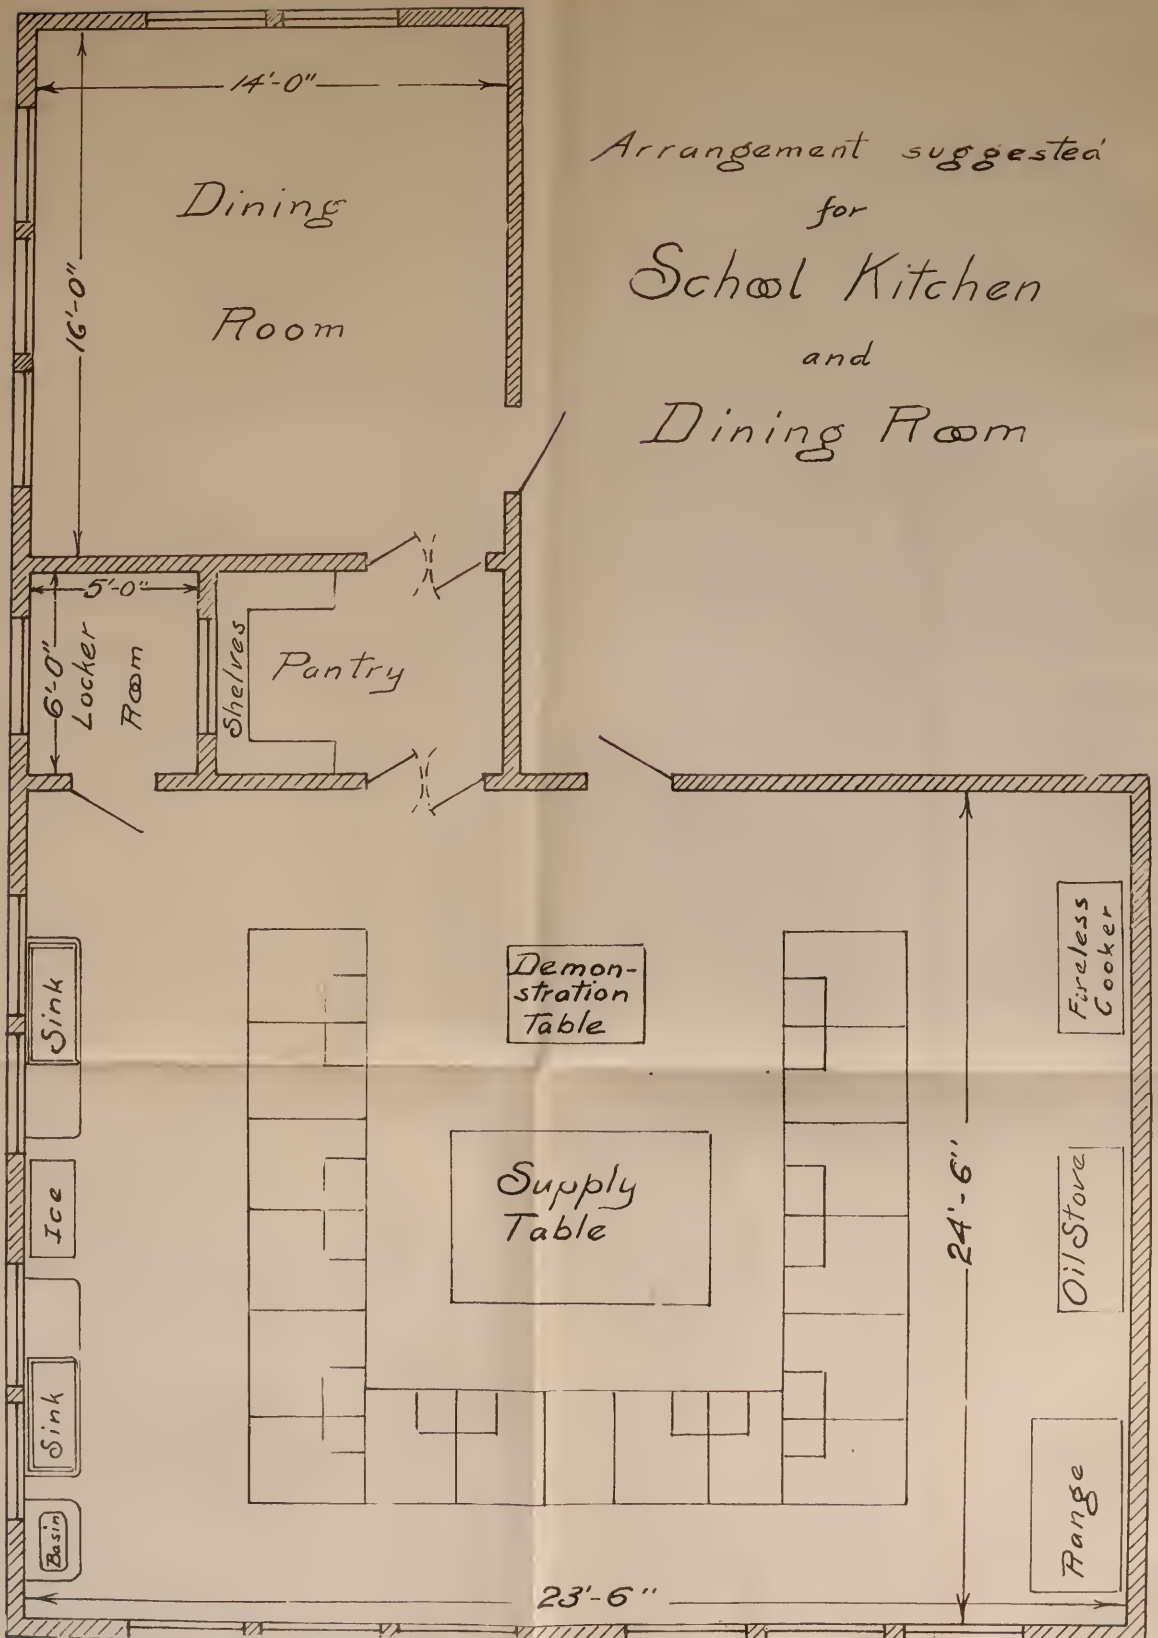 14'-0"
Arrangement suggested
for
School Kitchen
and
Dining Room
Dining
Room
16'-0"
5'-0"
6'-0"
Locker
Room
Shelves
Pantry
Sink
Demon-
stration
Table
Fireless
Cooker
Supply
Table
Ice
24'-6"
Oil Stove
Sink
Range
Basin
23'-6"